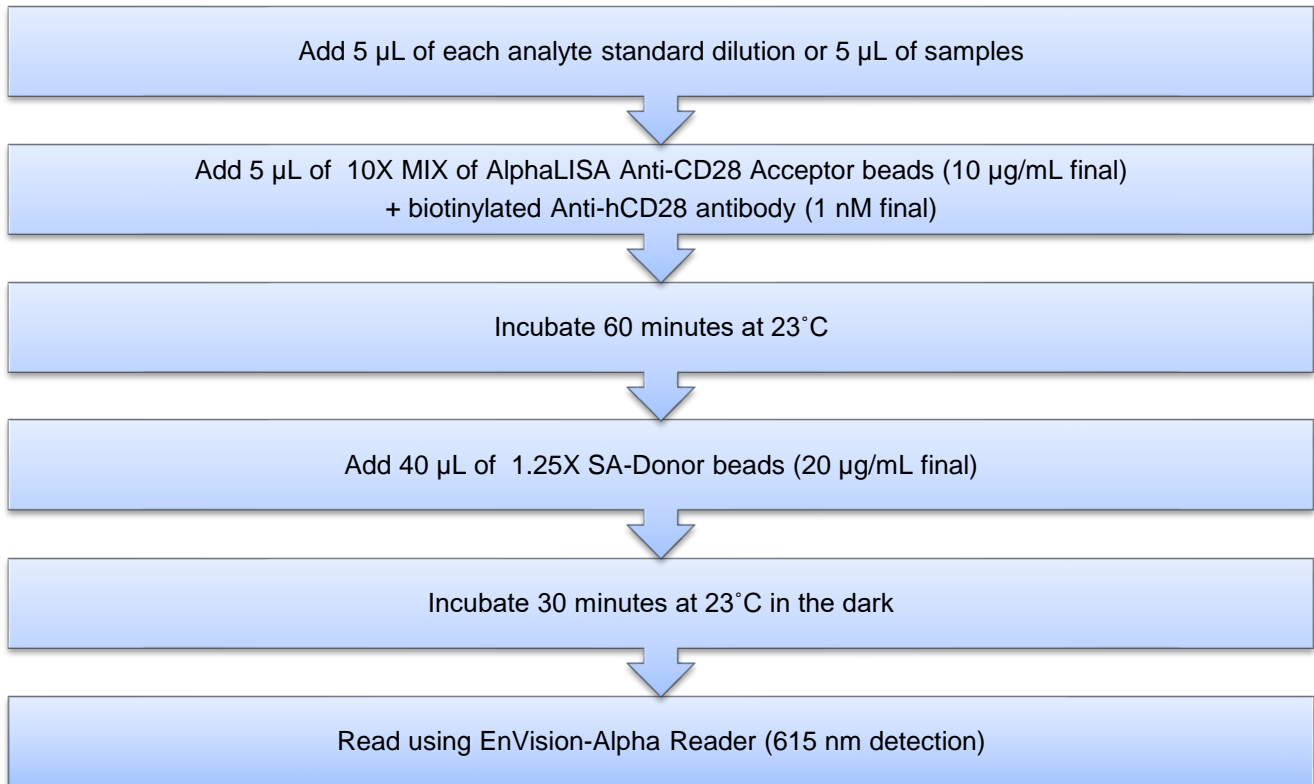 Add 5 µL of each analyte standard dilution or 5 µL of samples
Add 5 µL of  10X MIX of AlphaLISA Anti-CD28 Acceptor beads (10 µg/mL final)
+ biotinylated Anti-hCD28 antibody (1 nM final)
Incubate 60 minutes at 23˚C
Add 40 µL of  1.25X SA-Donor beads (20 µg/mL final)
Incubate 30 minutes at 23˚C in the dark
Read using EnVision-Alpha Reader (615 nm detection)